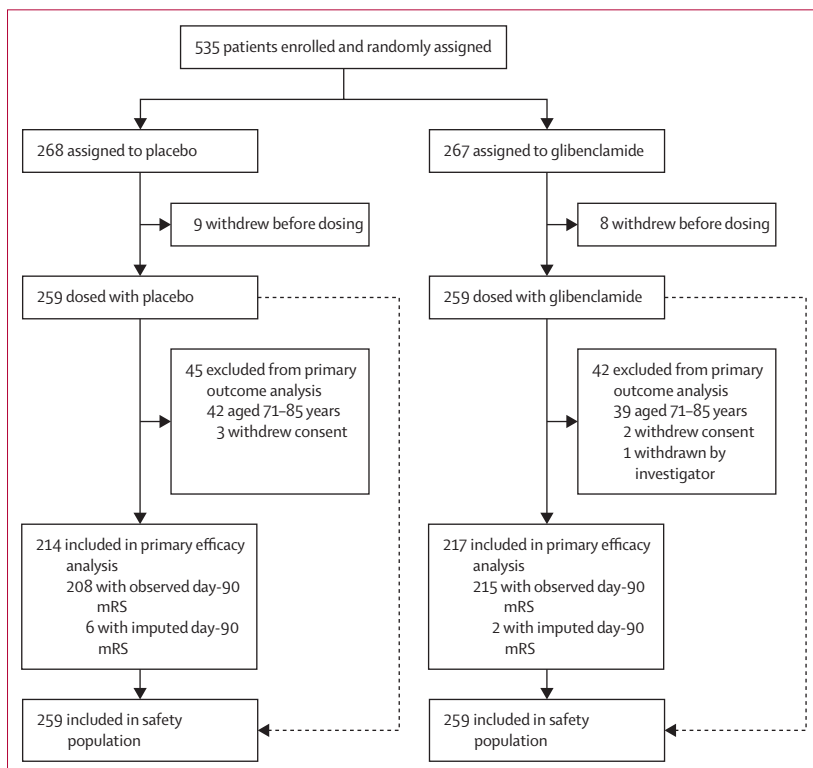 535 patients enrolled and randomly assigned
268 assigned to placebo
267 assigned to glibenclamide
9 withdrew before dosing
8 withdrew before dosing
259 dosed with placebo
259 dosed with glibenclamide
45 excluded from primary
outcome analysis
42 aged 71–85 years
3 withdrew consent
42 excluded from primary
outcome analysis
39 aged 71–85 years
2 withdrew consent
1 withdrawn by
investigator
214 included in primary efficacy
analysis
208 with observed day-90
mRS
6 with imputed day-90
mRS
217 included in primary efficacy
analysis
215 with observed day-90
mRS
2 with imputed day-90
mRS
259 included in safety
population
259 included in safety
population